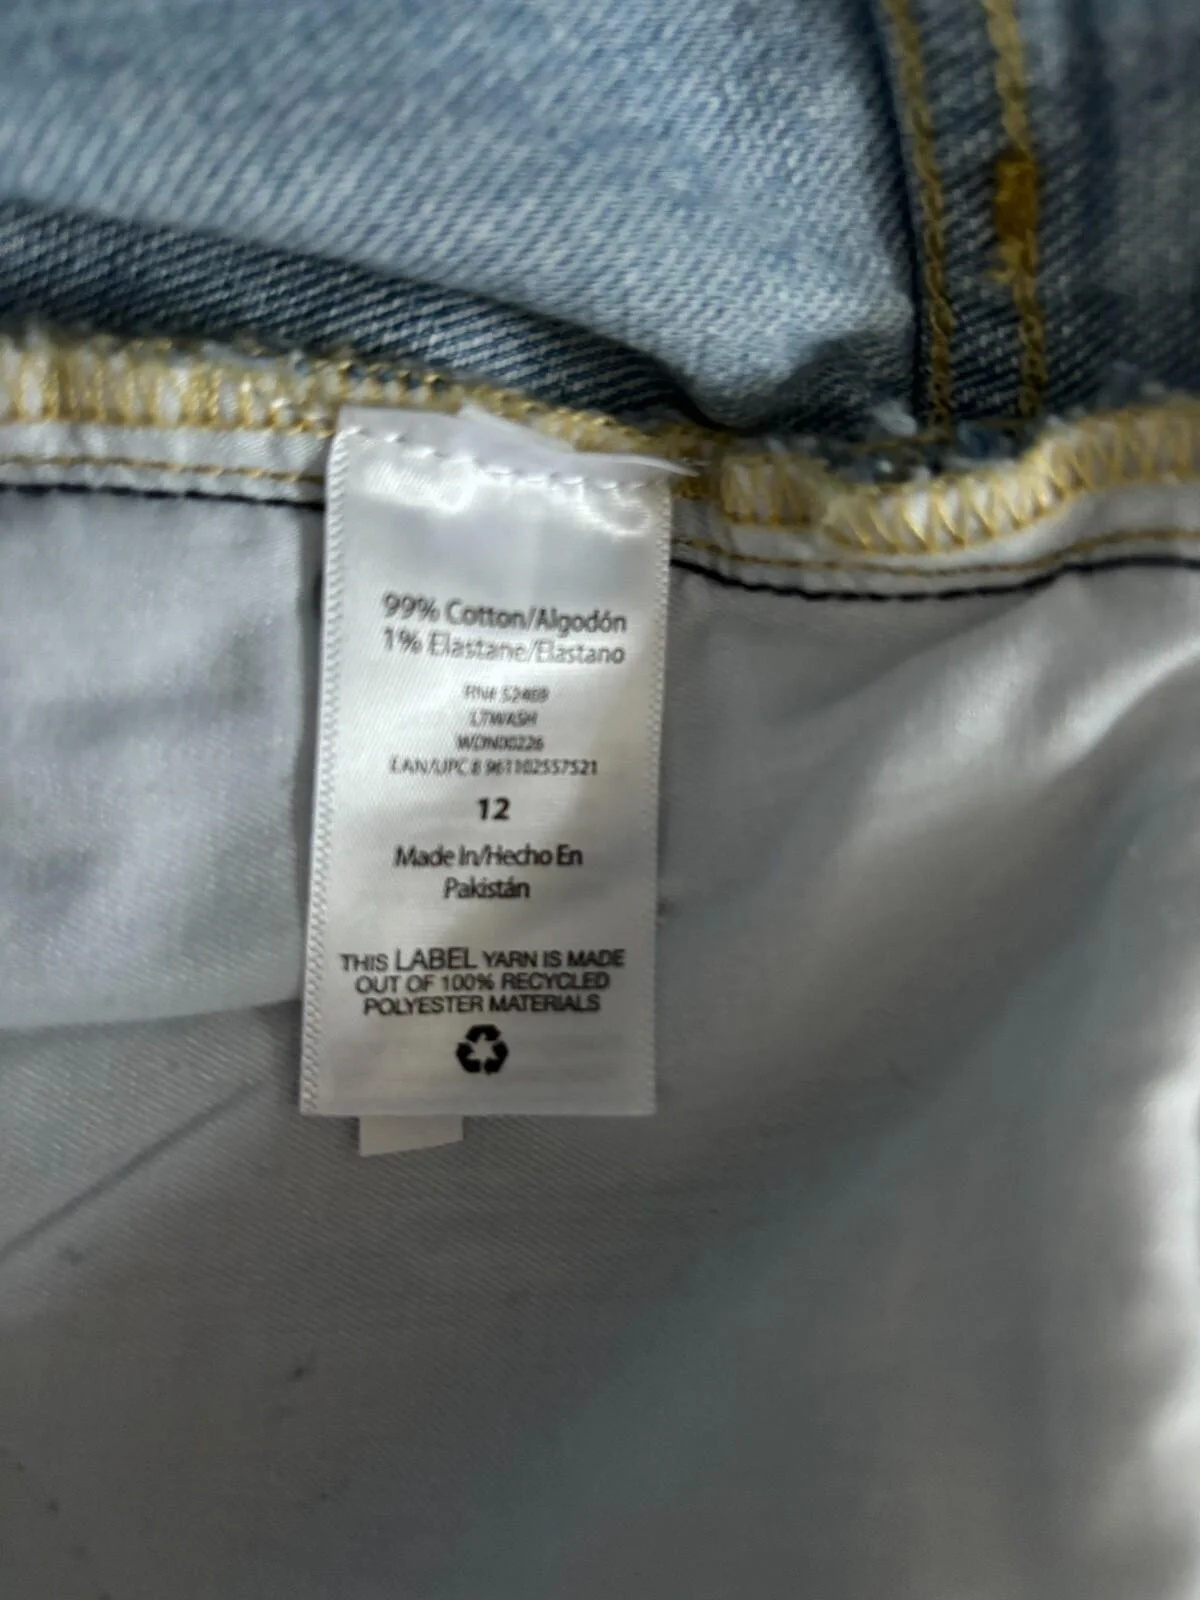 99% Cotton/Algodón
1% Elastane/Elastano
RN# 52469
LTWASH
WDN00226
EAN/UPC 8 961102557521
12
Made In/Hecho En
Pakistán
THIS LABEL YARN IS MADE
OUT OF 100% RECYCLED
POLYESTER MATERIALS